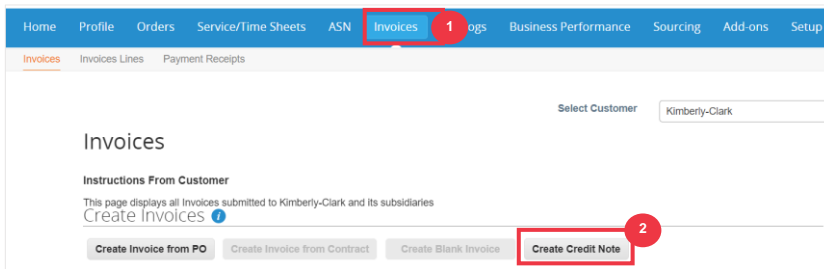 Home Profile Orders Service/Time Sheets ASN Invoices 1 ogs Business Performance Sourcing Add-ons Setup
Invoices Invoices Lines Payment Receipts
Select Customer Kimberly-Clark
Invoices
Instructions From Customer
This page displays all Invoices submitted to Kimberly-Clark and its subsidiaries
Create Invoices i
2
Create Invoice from PO Create Invoice from Contract Create Blank Invoice Create Credit Note